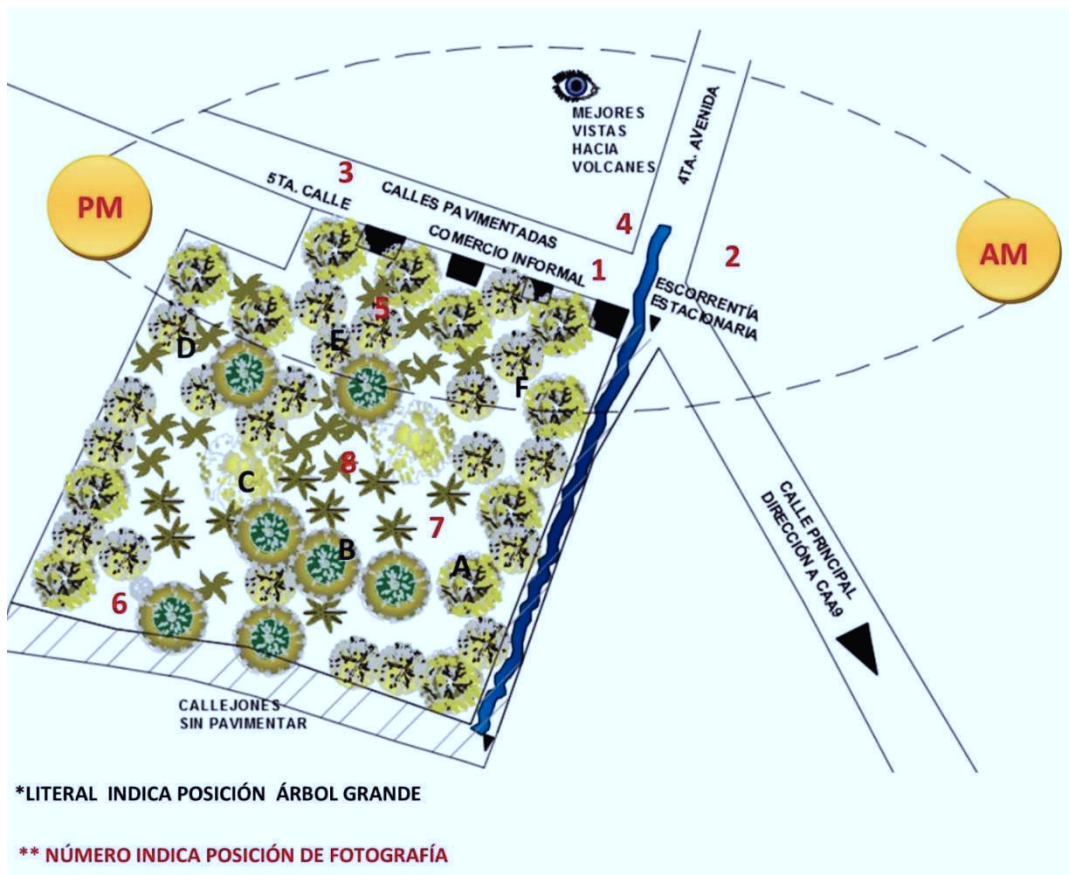 MEJORES
VISTAS
HACIA
VOLCANES
4TA. AVENIDA
PM
3
5TA. CALLE
CALLES PAVIMENTADAS
COMERCIO INFORMAL
4
1
2
AM
ESCORRENTÍA
ESTACIONARIA
5
D
E
F
C
8
7
B
A
6
CALLE PRINCIPAL
DIRECCIÓN A CAA9
CALLEJONES
SIN PAVIMENTAR
*LITERAL INDICA POSICIÓN ÁRBOL GRANDE
** NÚMERO INDICA POSICIÓN DE FOTOGRAFÍA